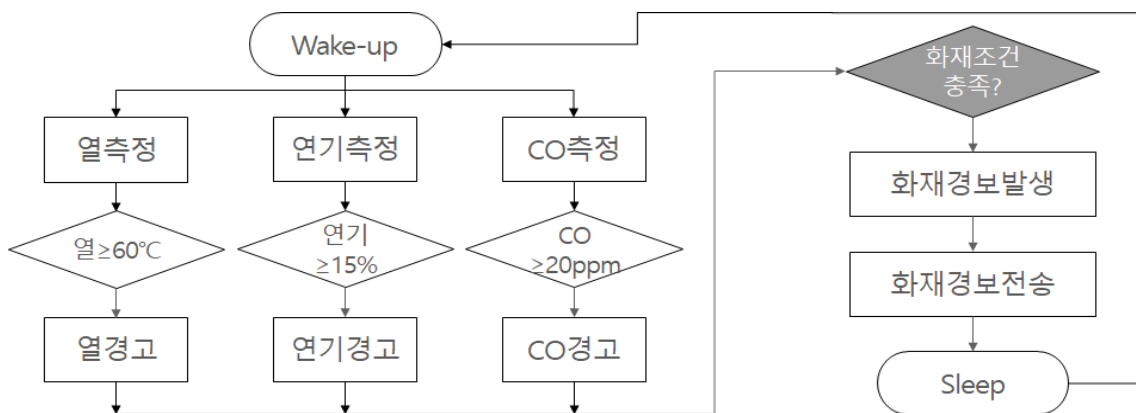 Wake-up
화재조건
충족?
열측정
연기측정
CO측정
화재경보발생
열≥60℃
연기
≥15%
CO
≥20ppm
화재경보전송
열경고
연기경고
CO경고
Sleep